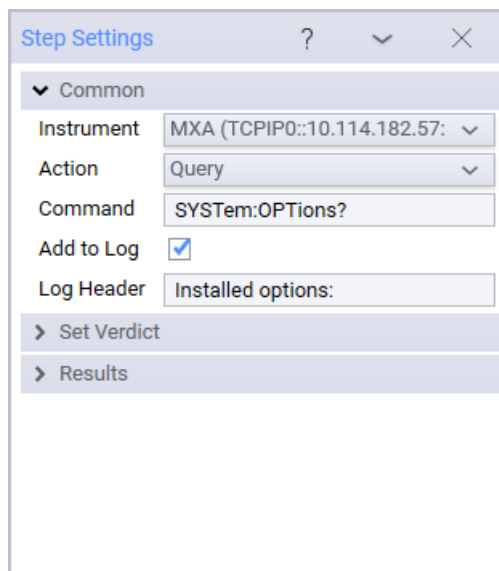 Step Settings ?
Common
Instrument MXA (TCPIP0::10.114.182.57:
Action Query
Command SYSTem:OPTions?
Add to Log
Log Header Installed options:
Set Verdict
Results